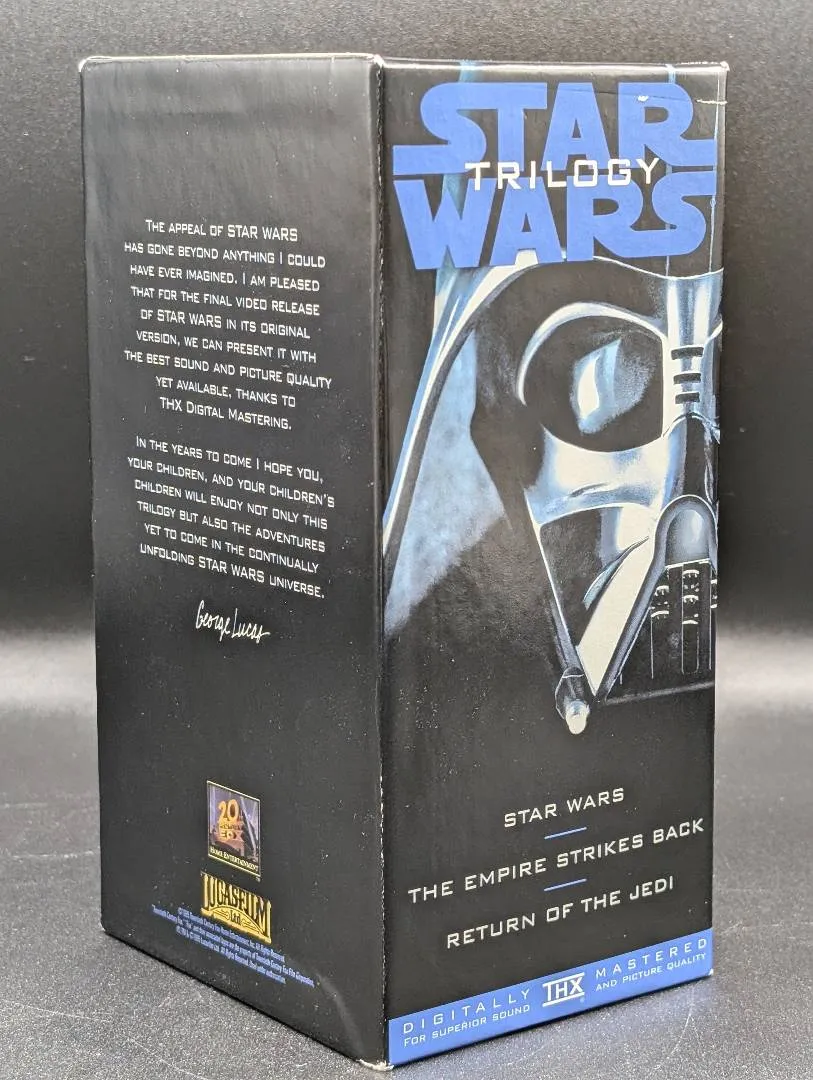 THE APPEAL OF STAR WARS
HAS GONE BEYOND ANYTHING I COULD
HAVE EVER IMAGINED. I AM PLEASED
THAT FOR THE FINAL VIDEO RELEASE
OF STAR WARS IN ITS ORIGINAL
VERSION, WE CAN PRESENT IT WITH
THE BEST SOUND AND PICTURE QUALITY
YET AVAILABLE, THANKS TO
THX DIGITAL MASTERING.
IN THE YEARS TO COME I HOPE YOU,
YOUR CHILDREN, AND YOUR CHILDREN'S
CHILDREN WILL ENJOY NOT ONLY THIS
TRILOGY BUT ALSO THE ADVENTURES
YET TO COME IN THE CONTINUALLY
UNFOLDING STAR WARS UNIVERSE.
George Lucas
20
FOX
HOME ENTERTAINMENT
LUCASFILM
Ltd
STAR
TRILOGY
WARS
STAR WARS
THE EMPIRE STRIKES BACK
RETURN OF THE JEDI
DIGITALLY THX MASTERED
FOR SUPERIOR SOUND AND PICTURE QUALITY